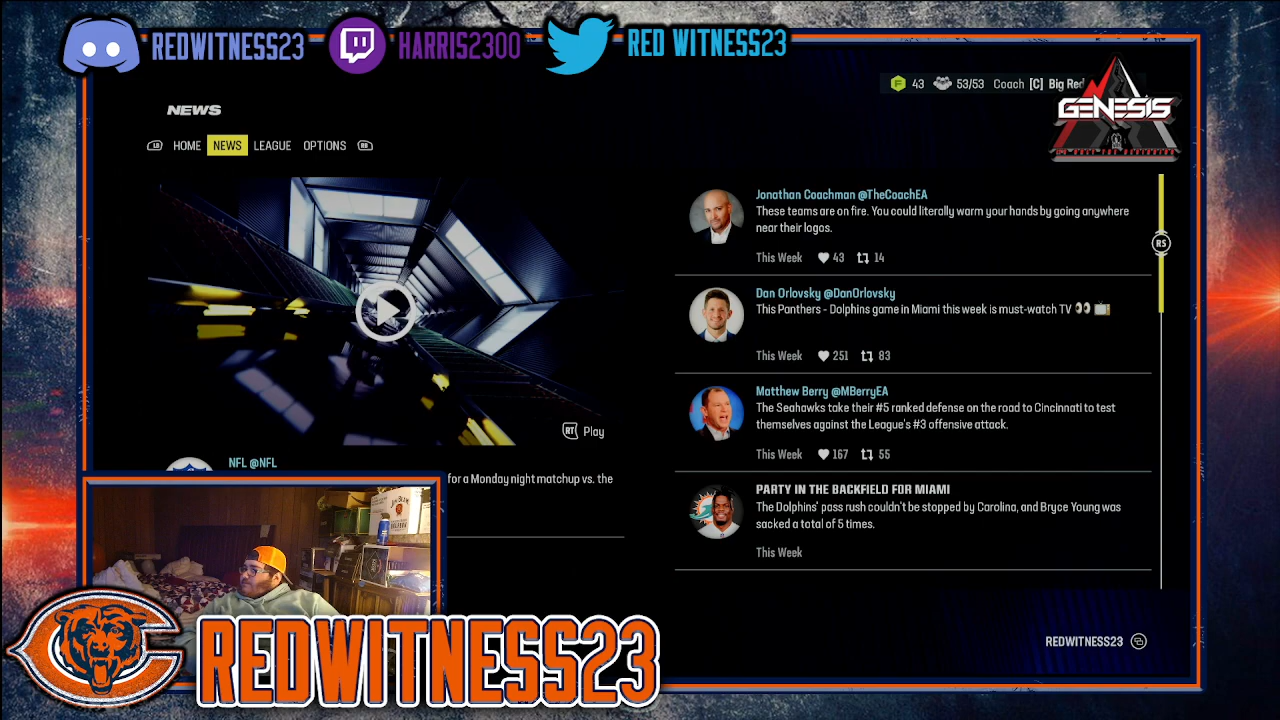 REDWITNESS23
HARRIS2300
RED WITNESS23
43
53/53
Coach [C] Big Red
GENESIS
NEWS
LB HOME NEWS LEAGUE OPTIONS RB
RT Play
NFL @NFL
for a Monday night matchup vs. the
Jonathan Coachman @TheCoachEA
These teams are on fire. You could literally warm your hands by going anywhere
near their logos.
This Week 43 14
RS
Dan Orlovsky @DanOrlovsky
This Panthers - Dolphins game in Miami this week is must-watch TV 👀 📺
This Week 251 83
Matthew Berry @MBerryEA
The Seahawks take their #5 ranked defense on the road to Cincinnati to test
themselves against the League's #3 offensive attack.
This Week 167 55
PARTY IN THE BACKFIELD FOR MIAMI
The Dolphins' pass rush couldn't be stopped by Carolina, and Bryce Young was
sacked a total of 5 times.
This Week
REDWITNESS23
REDWITNESS23